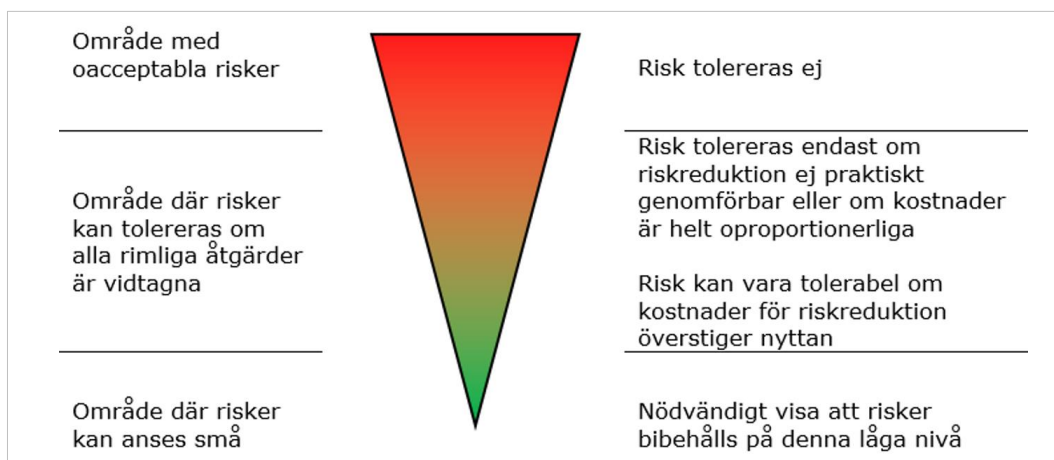 Område med
oacceptabla risker
Risk tolereras ej
Område där risker
kan tolereras om
alla rimliga åtgärder
är vidtagna
Risk tolereras endast om
riskreduktion ej praktiskt
genomförbar eller om kostnader
är helt oproportionerliga
Risk kan vara tolerabel om
kostnader för riskreduktion
överstiger nyttan
Område där risker
kan anses små
Nödvändigt visa att risker
bibehålls på denna låga nivå